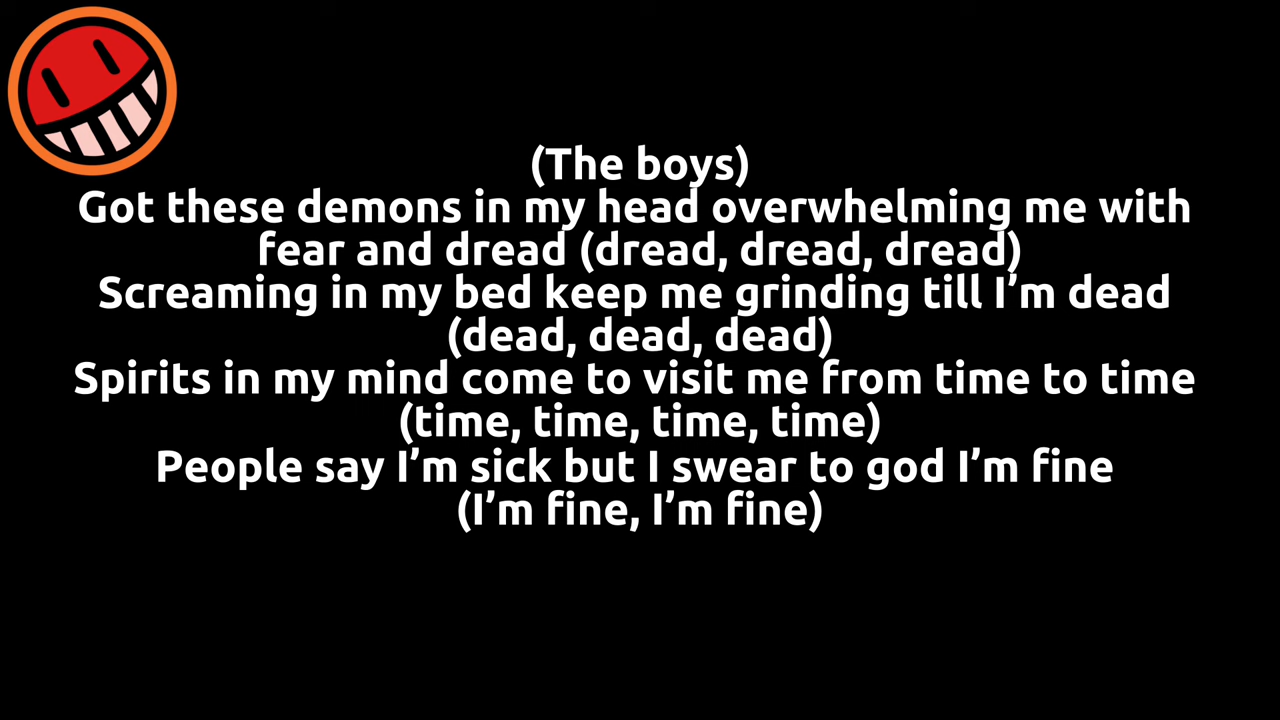 (The boys)
Got these demons in my head overwhelming me with
fear and dread (dread, dread, dread)
Screaming in my bed keep me grinding till I’m dead
(dead, dead, dead)
Spirits in my mind come to visit me from time to time
(time, time, time, time)
People say I’m sick but I swear to god I’m fine
(I’m fine, I’m fine)